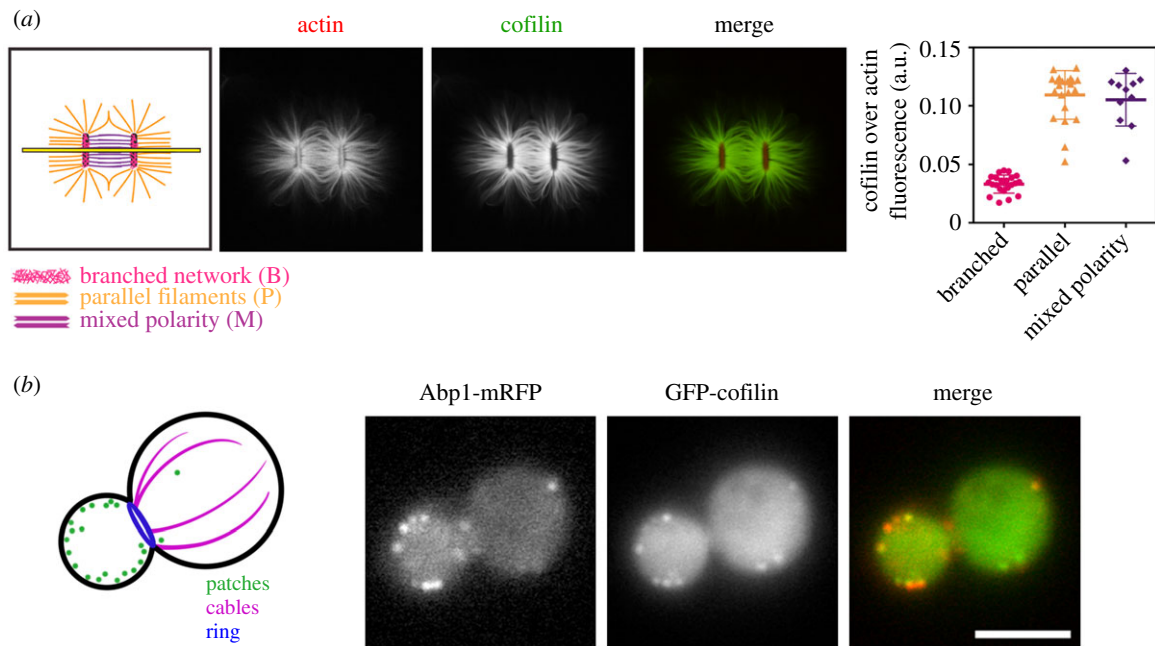 (a)
actin
cofilin
merge
branched network (B)
parallel filaments (P)
mixed polarity (M)
cofilin over actin
fluorescence (a.u.)
0.15
0.10
0.05
0
branched
parallel
mixed polarity
(b)
Abp1-mRFP
GFP-cofilin
merge
patches
cables
ring